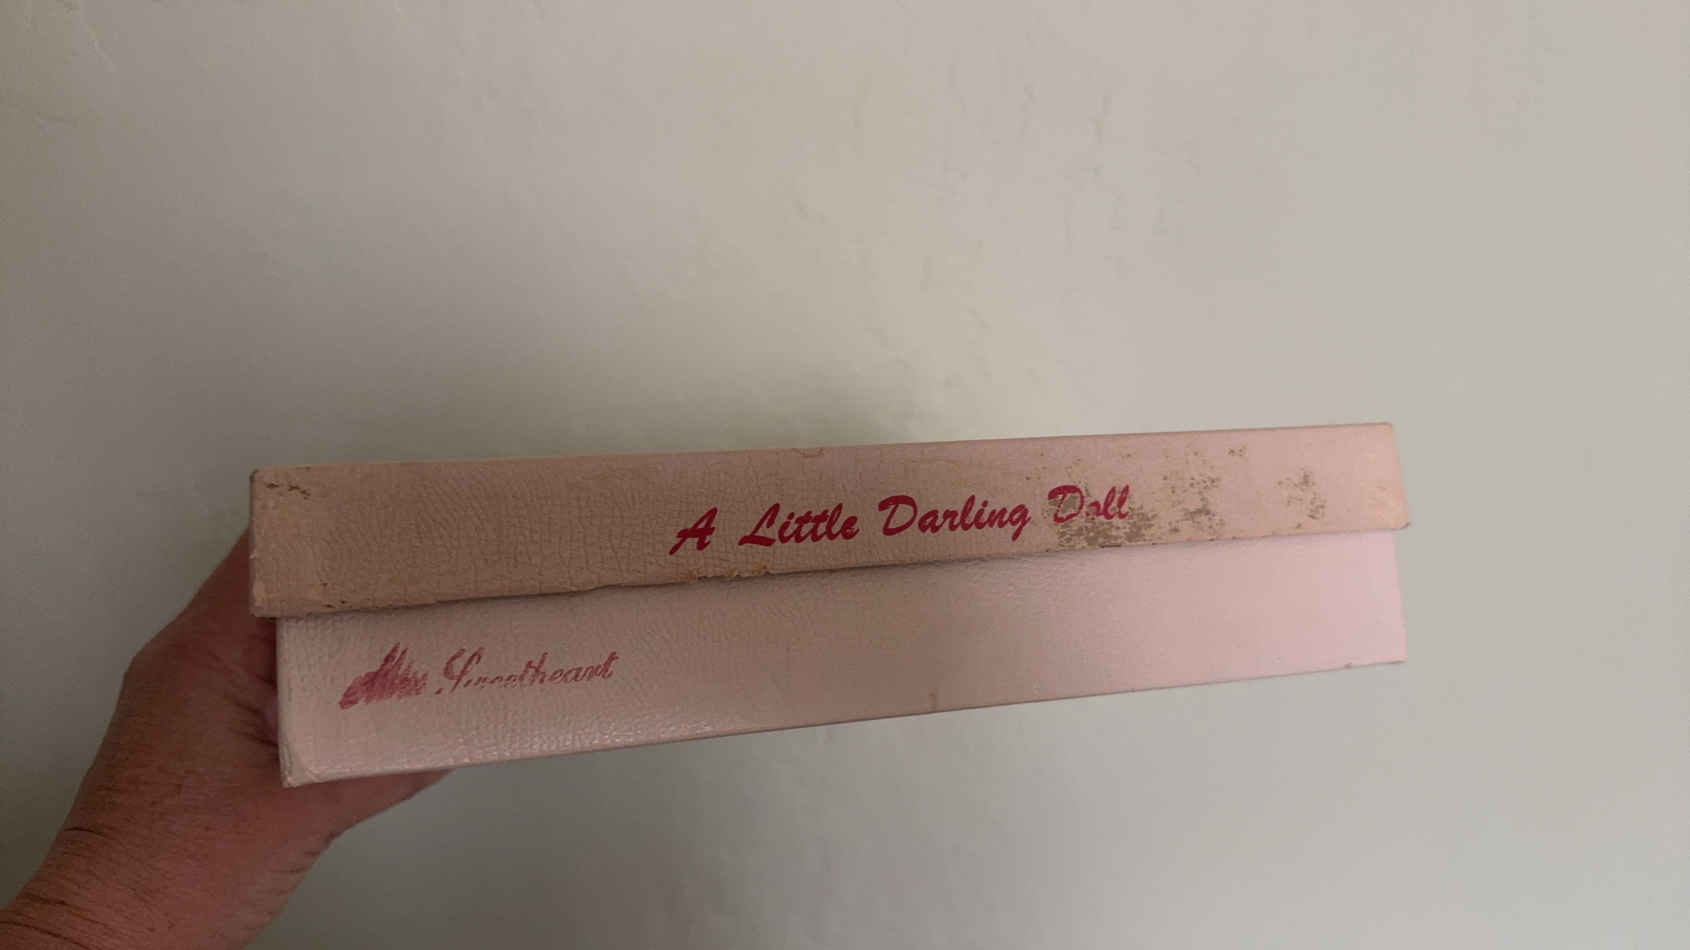 A Little Darling Doll
Sweetheart